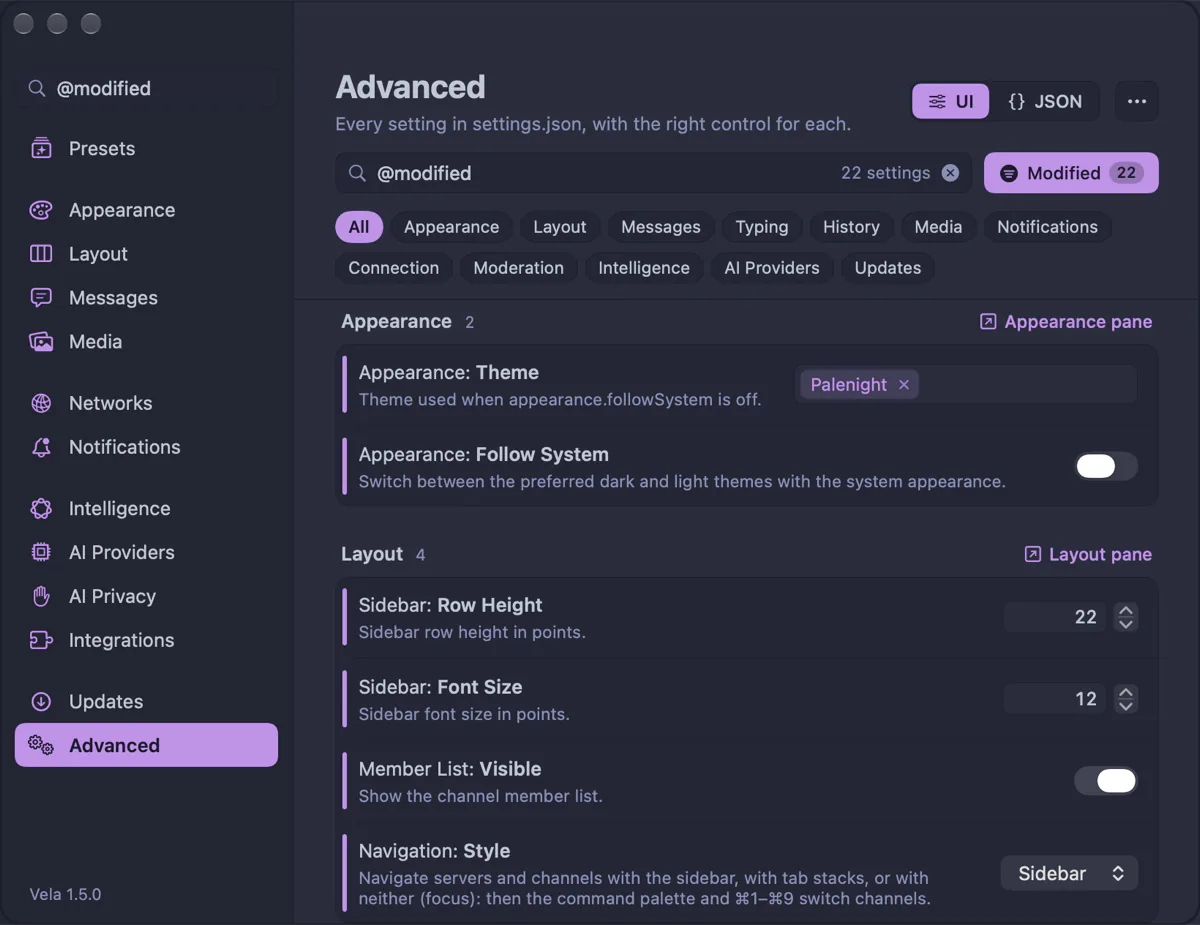 @modified
Presets
Appearance
Layout
Messages
Media
Networks
Notifications
Intelligence
AI Providers
AI Privacy
Integrations
Updates
Advanced
Vela 1.5.0
Advanced
Every setting in settings.json, with the right control for each.
UI
{} JSON
@modified
22 settings
Modified 22
All Appearance Layout Messages Typing History Media Notifications
Connection Moderation Intelligence AI Providers Updates
Appearance 2
Appearance pane
Appearance: Theme
Theme used when appearance.followSystem is off.
Palenight
Appearance: Follow System
Switch between the preferred dark and light themes with the system appearance.
Layout 4
Layout pane
Sidebar: Row Height
Sidebar row height in points.
22
Sidebar: Font Size
Sidebar font size in points.
12
Member List: Visible
Show the channel member list.
Navigation: Style
Navigate servers and channels with the sidebar, with tab stacks, or with
neither (focus): then the command palette and ⌘1–⌘9 switch channels.
Sidebar